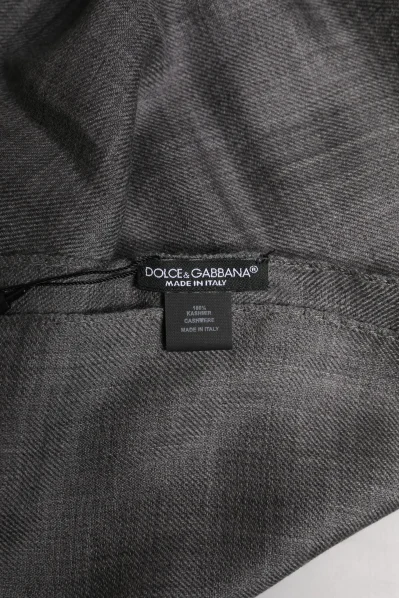 DOLCE & GABBANA®
MADE IN ITALY
100%
KASHMIR
CASHMERE
MADE IN ITALY